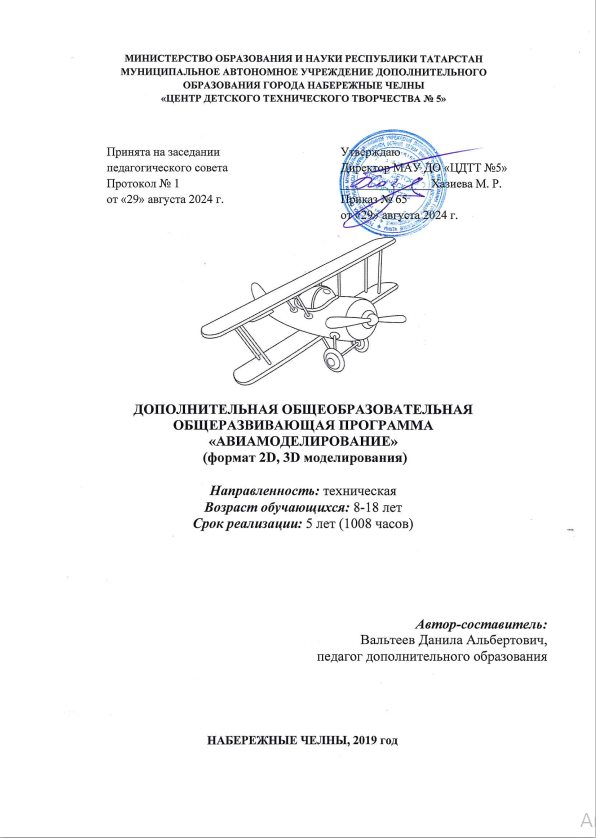 МИНИСТЕРСТВО ОБРАЗОВАНИЯ И НАУКИ РЕСПУБЛИКИ ТАТАРСТАН
МУНИЦИПАЛЬНОЕ АВТОНОМНОЕ УЧРЕЖДЕНИЕ ДОПОЛНИТЕЛЬНОГО
ОБРАЗОВАНИЯ ГОРОДА НАБЕРЕЖНЫЕ ЧЕЛНЫ
«ЦЕНТР ДЕТСКОГО ТЕХНИЧЕСКОГО ТВОРЧЕСТВА № 5»
Принята на заседании
педагогического совета
Протокол № 1
от «29» августа 2024 г.
Утверждаю
Директор МАУ ДО «ЦДТТ №5»
Хазиева М. Р.
Приказ № 65
от «29» августа 2024 г.
ДОПОЛНИТЕЛЬНАЯ ОБЩЕОБРАЗОВАТЕЛЬНАЯ
ОБЩЕРАЗВИВАЮЩАЯ ПРОГРАММА
«АВИАМОДЕЛИРОВАНИЕ»
(формат 2D, 3D моделирования)
Направленность: техническая
Возраст обучающихся: 8-18 лет
Срок реализации: 5 лет (1008 часов)
Автор-составитель:
Вальтеев Данила Альбертович,
педагог дополнительного образования
НАБЕРЕЖНЫЕ ЧЕЛНЫ, 2019 год